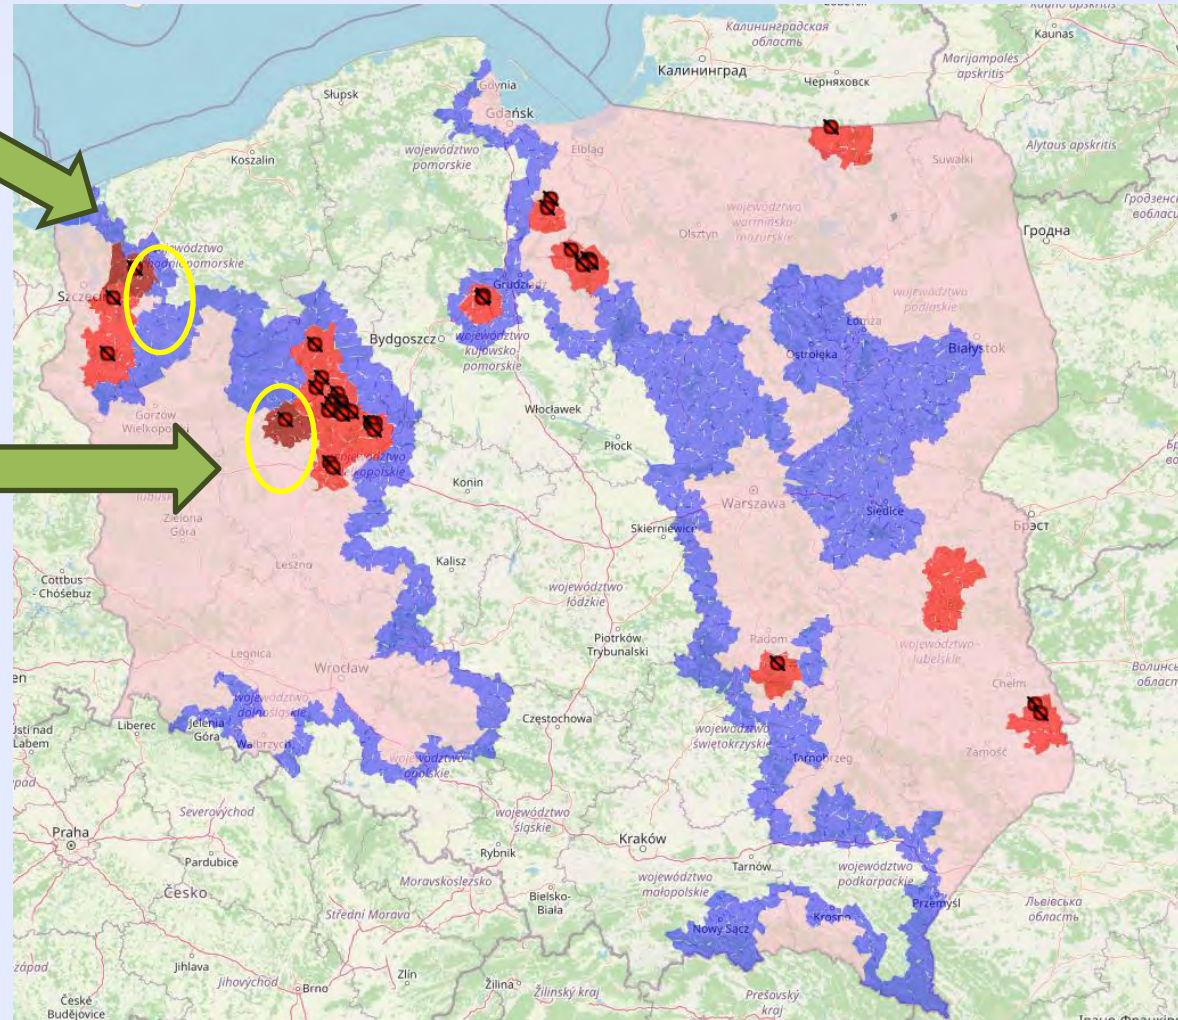 Калининградская
область
Kaunas
Marijampolės
apskritis
Калининград
Черняховск
Gdynia
Słupsk
Gdańsk
Alytaus apskritis
Elbląg
województwo
pomorskie
Koszalin
Suwałki
województwo
warmińsko-
mazurskie
Гродно
Olsztyn
województwo
Szczecin
Grudziądz
województwo
podlaskie
Łomża
Bydgoszcz
województwo
kujawsko-
pomorskie
Ostrołęka
Białystok
Gorzów
Wielkopolski
Włocławek
Płock
Konin
Warszawa
Siedlce
Брэст
Zielona
Góra
Skierniewice
Leszno
Kalisz
Cottbus
- Chóśebuz
województwo
łódzkie
Piotrków
Trybunalski
Radom
województwo
lubelskie
Legnica
Wrocław
Chełm
województwo
dolnośląskie
Liberec
Jelenia
Góra
Wałbrzych
Częstochowa
województwo
świętokrzyskie
Zamość
Ústí nad
Labem
województwo
opolskie
Tarnobrzeg
Severovýchod
województwo
śląskie
Praha
Kraków
Rybnik
Tarnów
Pardubice
województwo
małopolskie
województwo
podkarpackie
Moravskoslezsko
Česko
Bielsko-
Biała
Przemyśl
Львівська
область
Střední Morava
Krosno
Nowy Sącz
Jihlava
Jihovýchod
Zlín
Brno
Žilina
Žilinský kraj
Prešovský
kraj
České
Budějovice